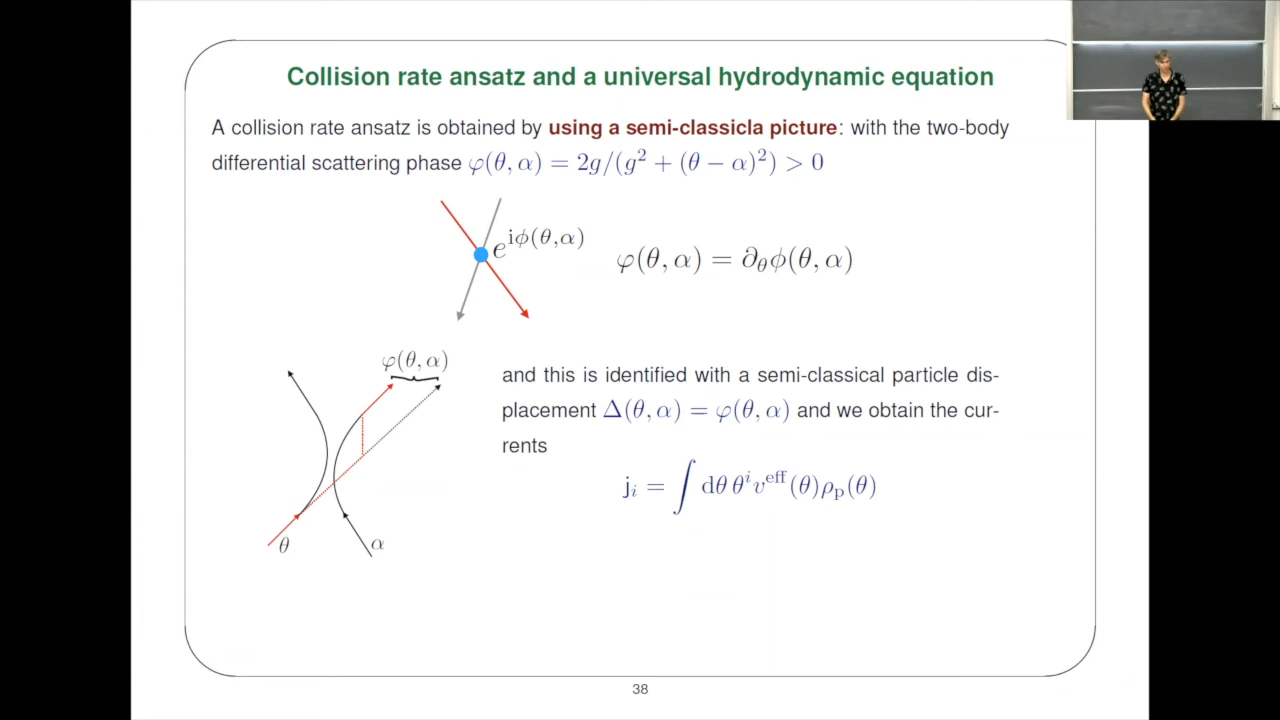 Collision rate ansatz and a universal hydrodynamic equation
A collision rate ansatz is obtained by using a semi-classicla picture: with the two-body
differential scattering phase φ(θ, α) = 2g/(g² + (θ − α)²) > 0
e^{iϕ(θ,α)}
φ(θ, α) = ∂_θϕ(θ, α)
φ(θ, α)
θ
α
and this is identified with a semi-classical particle dis-
placement Δ(θ, α) = φ(θ, α) and we obtain the cur-
rents
j_i = ∫ dθ θ^i v^{eff}(θ)ρ_p(θ)
38